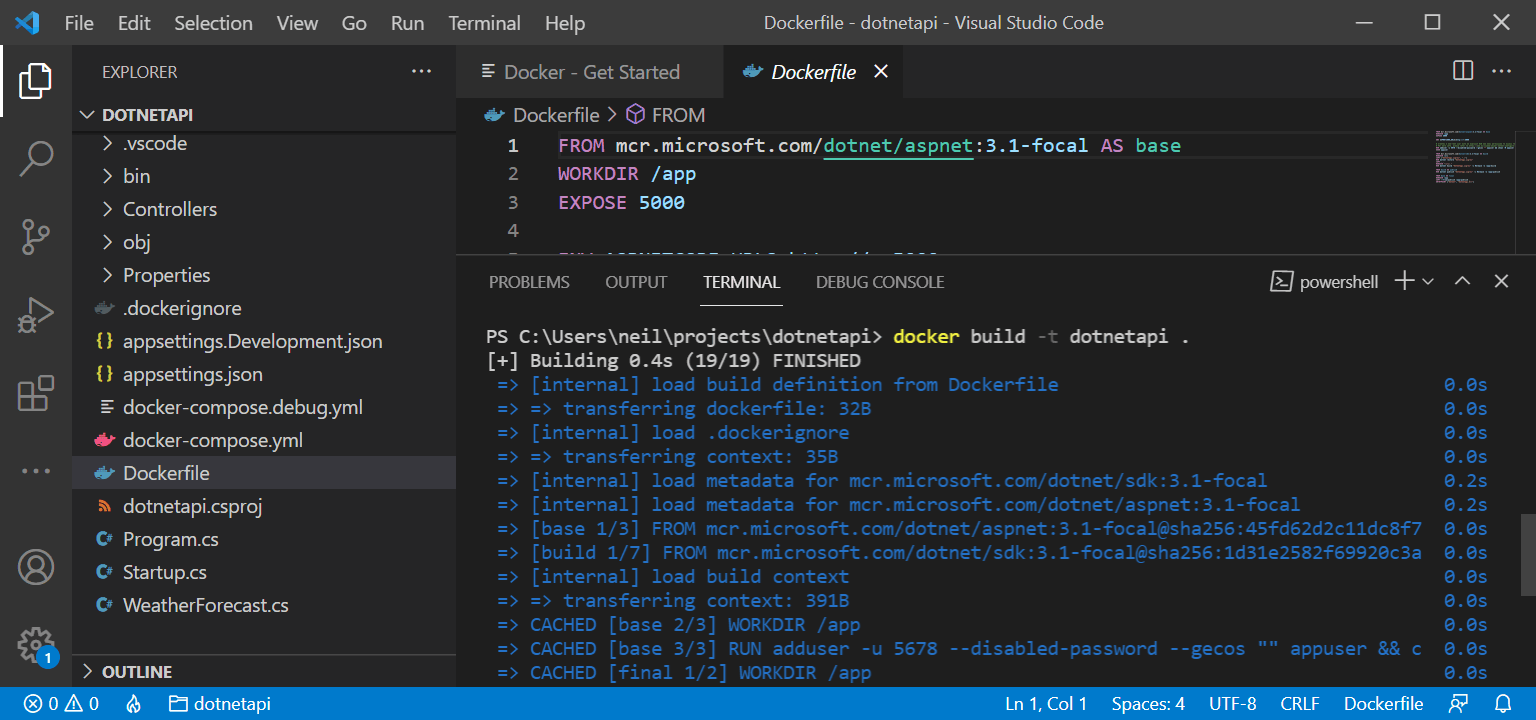 File Edit Selection View Go Run Terminal Help
Dockerfile - dotnetapi - Visual Studio Code
EXPLORER
DOTNETAPI
.vscode
bin
Controllers
obj
Properties
.dockerignore
appsettings.Development.json
appsettings.json
docker-compose.debug.yml
docker-compose.yml
Dockerfile
dotnetapi.csproj
Program.cs
Startup.cs
WeatherForecast.cs
OUTLINE
1
Docker - Get Started
Dockerfile
Dockerfile > FROM
1 FROM mcr.microsoft.com/dotnet/aspnet:3.1-focal AS base
2 WORKDIR /app
3 EXPOSE 5000
4
PROBLEMS OUTPUT TERMINAL DEBUG CONSOLE
powershell
PS C:\Users\neil\projects\dotnetapi> docker build -t dotnetapi .
[+] Building 0.4s (19/19) FINISHED
=> [internal] load build definition from Dockerfile 0.0s
=> => transferring dockerfile: 32B 0.0s
=> [internal] load .dockerignore 0.0s
=> => transferring context: 35B 0.0s
=> [internal] load metadata for mcr.microsoft.com/dotnet/sdk:3.1-focal 0.2s
=> [internal] load metadata for mcr.microsoft.com/dotnet/aspnet:3.1-focal 0.2s
=> [base 1/3] FROM mcr.microsoft.com/dotnet/aspnet:3.1-focal@sha256:45fd62d2c11dc8f7 0.0s
=> [build 1/7] FROM mcr.microsoft.com/dotnet/sdk:3.1-focal@sha256:1d31e2582f69920c3a 0.0s
=> [internal] load build context 0.0s
=> => transferring context: 391B 0.0s
=> CACHED [base 2/3] WORKDIR /app 0.0s
=> CACHED [base 3/3] RUN adduser -u 5678 --disabled-password --gecos "" appuser && c 0.0s
=> CACHED [final 1/2] WORKDIR /app 0.0s
0 0 dotnetapi
Ln 1, Col 1 Spaces: 4 UTF-8 CRLF Dockerfile